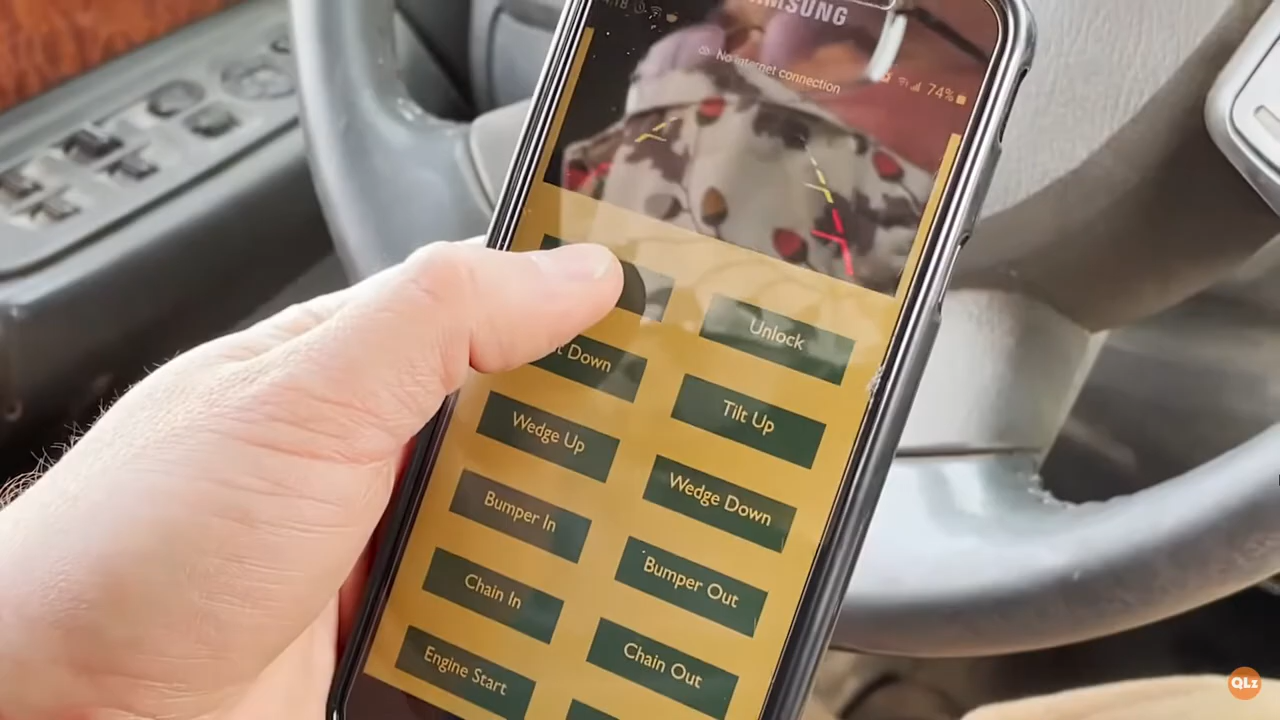 SAMSUNG
No internet connection
74%
Unlock
Down
Tilt Up
Wedge Up
Wedge Down
Bumper In
Bumper Out
Chain In
Chain Out
Engine Start
QLz